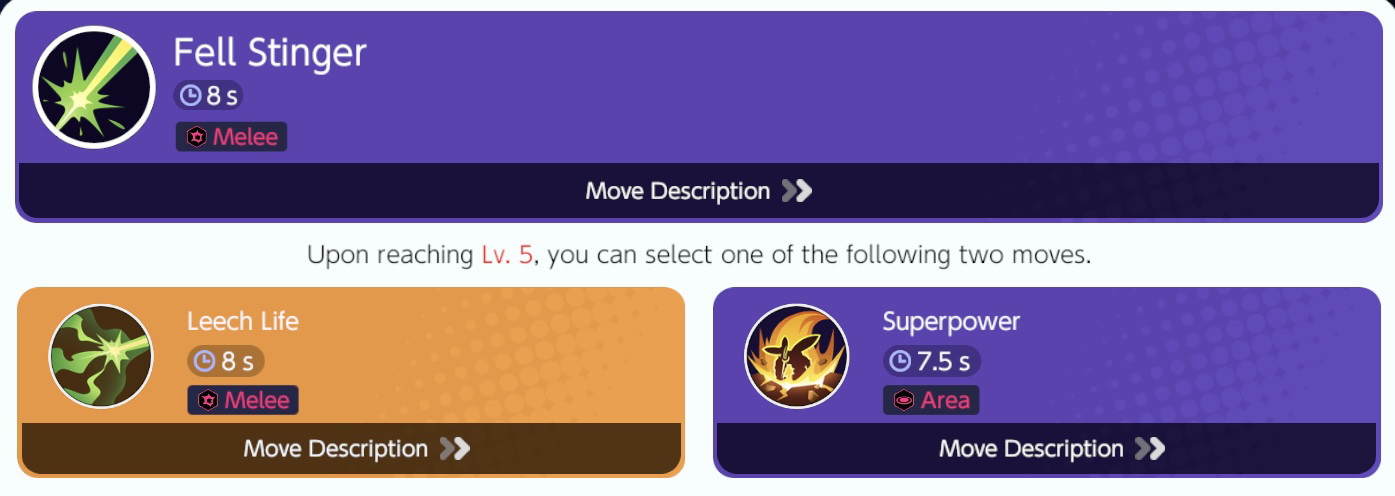 Fell Stinger
8 s
Melee
Move Description
Upon reaching Lv. 5, you can select one of the following two moves.
Leech Life
8 s
Melee
Move Description
Superpower
7.5 s
Area
Move Description